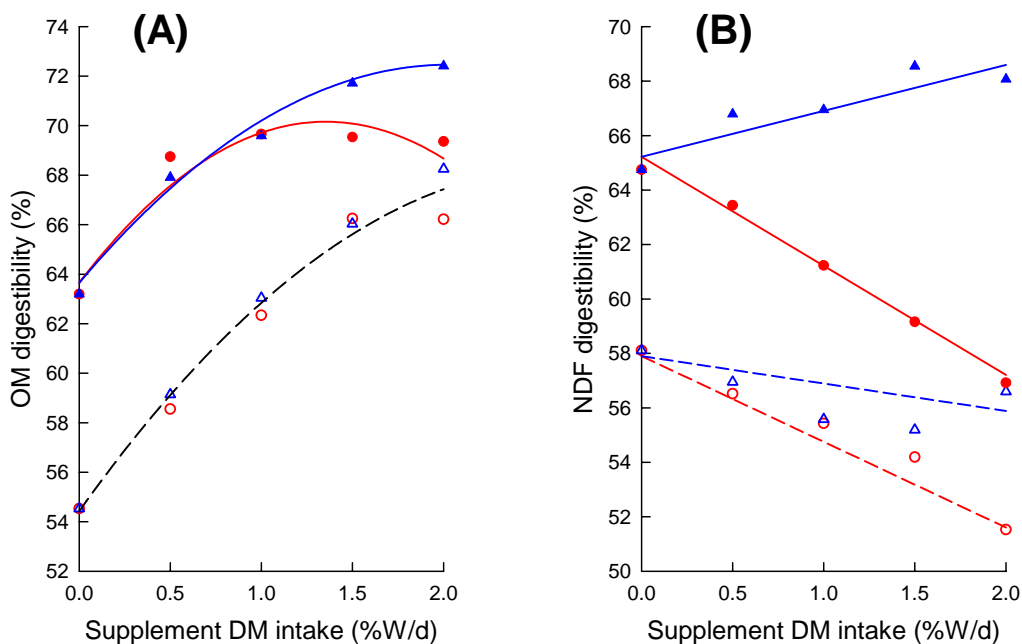 (A)
OM digestibility (%)
74
72
70
68
66
64
62
60
58
56
54
52
0.0 0.5 1.0 1.5 2.0
Supplement DM intake (%W/d)
(B)
NDF digestibility (%)
70
68
66
64
62
60
58
56
54
52
50
0.0 0.5 1.0 1.5 2.0
Supplement DM intake (%W/d)